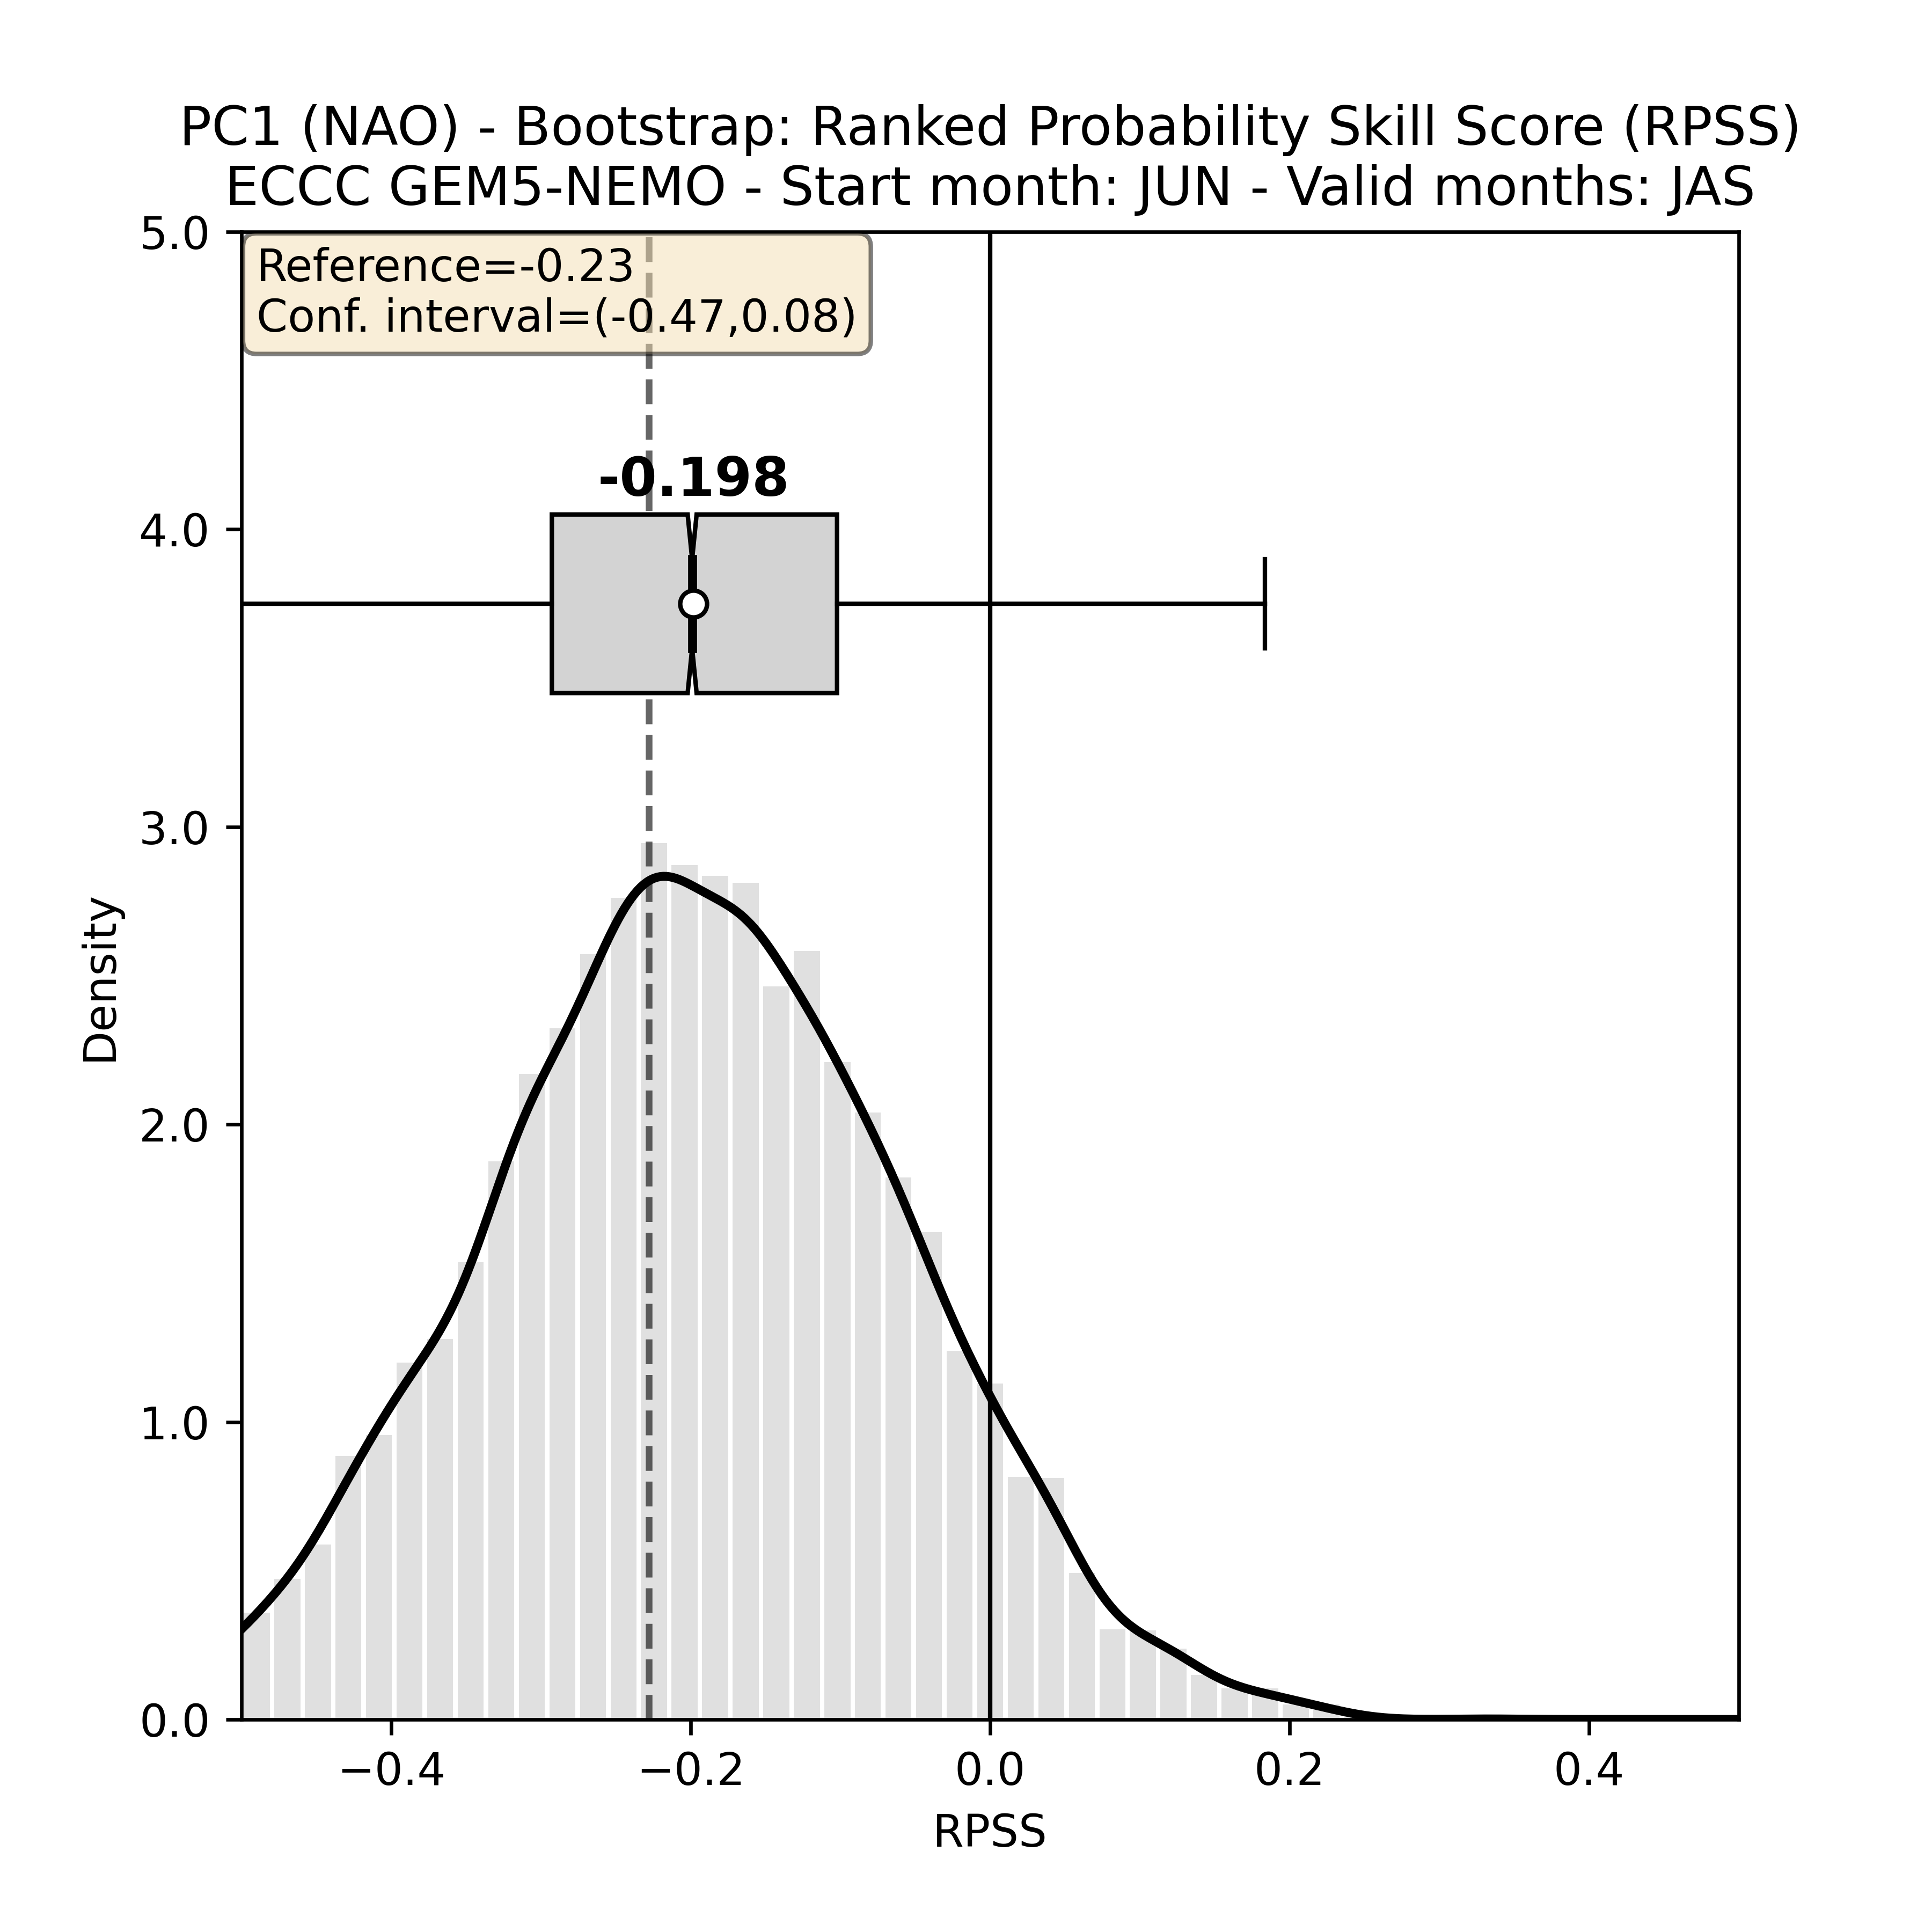 PC1 (NAO) - Bootstrap: Ranked Probability Skill Score (RPSS)
ECCC GEM5-NEMO - Start month: JUN - Valid months: JAS
5.0
Reference=-0.23
Conf. interval=(-0.47,0.08)
-0.198
4.0
3.0
Density
2.0
1.0
0.0
−0.4 −0.2 0.0 0.2 0.4
RPSS